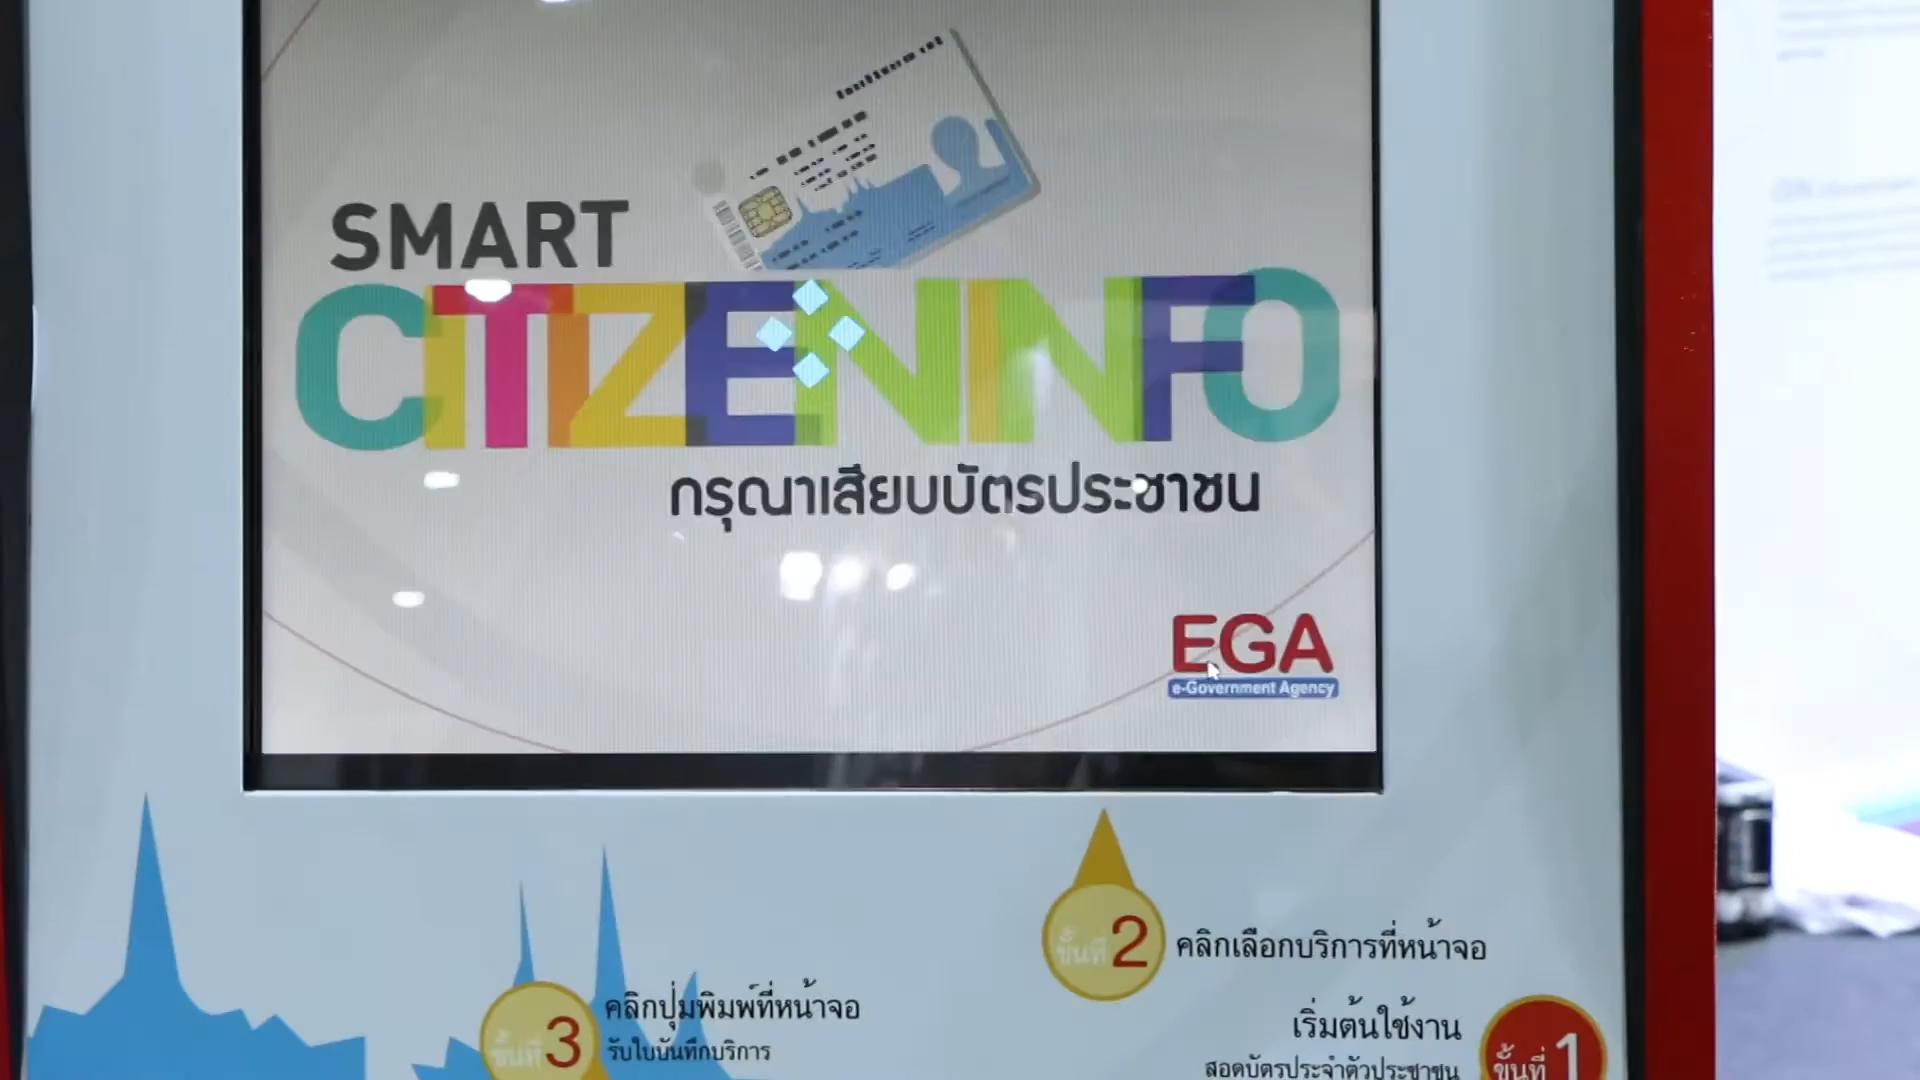 SMART
CITIZENINFO
กรุณาเสียบบัตรประชาชน
EGA
e-Government Agency
ขั้นที่ 2
คลิกเลือกบริการที่หน้าจอ
ขั้นที่ 3
คลิกปุ่มพิมพ์ที่หน้าจอ
รับใบบันทึกบริการ
เริ่มต้นใช้งาน
สอดบัตรประจำตัวประชาชน
ขั้นที่ 1